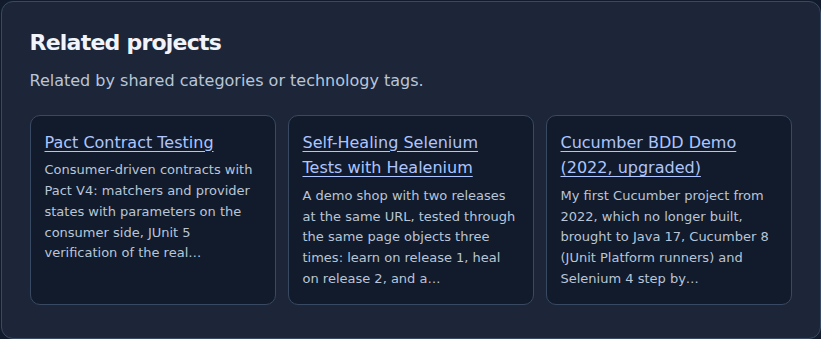 Related projects
Related by shared categories or technology tags.
Pact Contract Testing
Consumer-driven contracts with
Pact V4: matchers and provider
states with parameters on the
consumer side, JUnit 5
verification of the real…
Self-Healing Selenium
Tests with Healenium
A demo shop with two releases
at the same URL, tested through
the same page objects three
times: learn on release 1, heal
on release 2, and a…
Cucumber BDD Demo
(2022, upgraded)
My first Cucumber project from
2022, which no longer built,
brought to Java 17, Cucumber 8
(JUnit Platform runners) and
Selenium 4 step by…